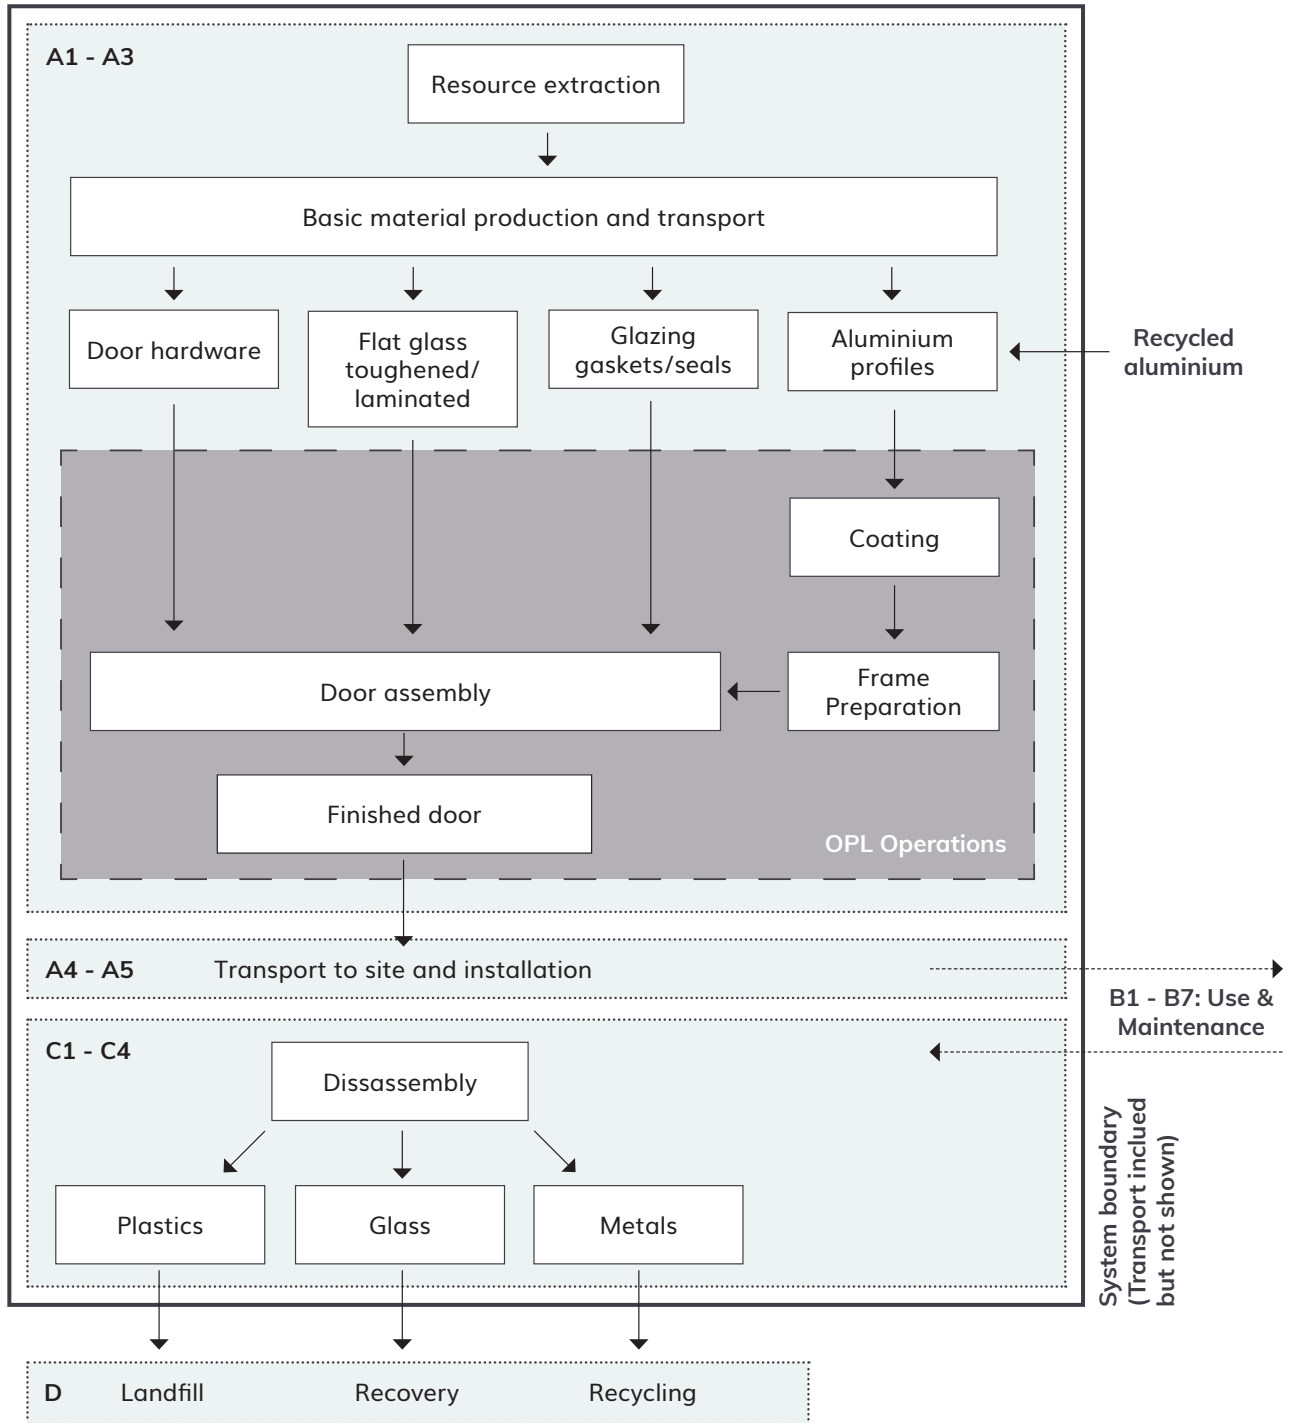 A1 - A3
Resource extraction
Basic material production and transport
Door hardware
Flat glass
toughened/
laminated
Glazing
gaskets/seals
Aluminium
profiles
Recycled
aluminium
Coating
Door assembly
Frame
Preparation
Finished door
OPL Operations
A4 - A5
Transport to site and installation
B1 - B7: Use &
Maintenance
C1 - C4
Dissassembly
Plastics
Glass
Metals
System boundary
(Transport inclued
but not shown)
D
Landfill
Recovery
Recycling